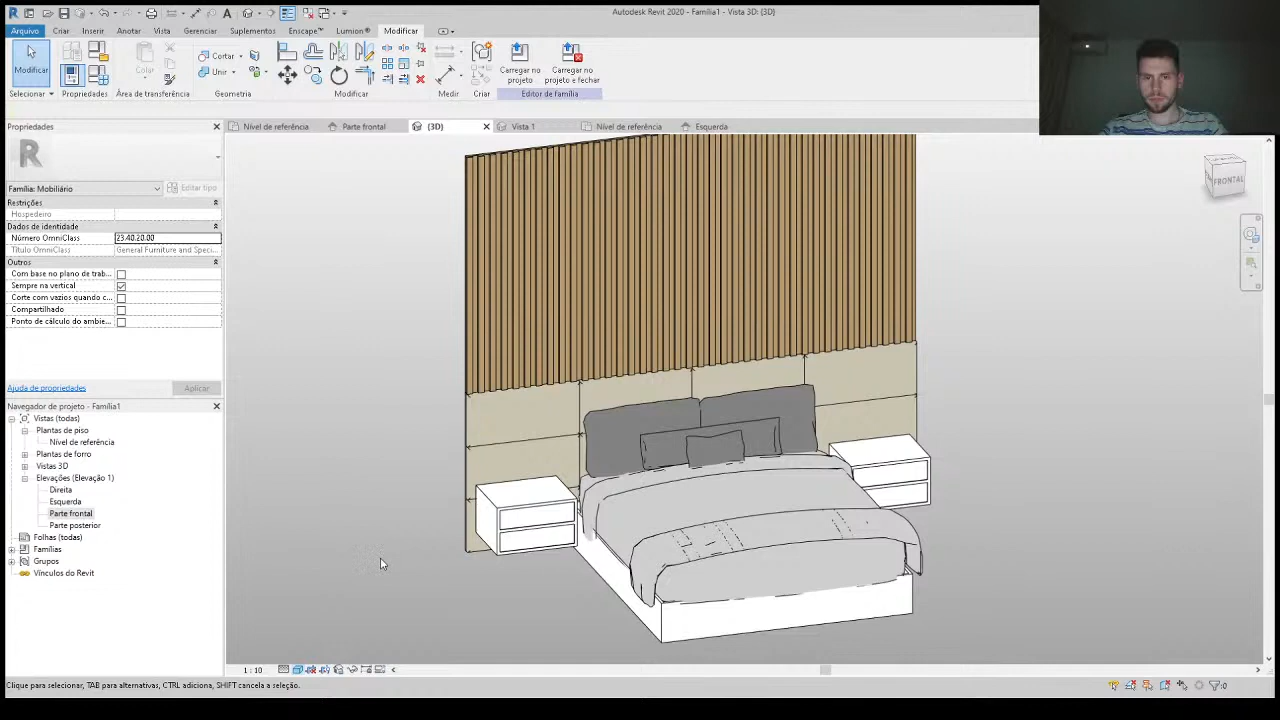 Autodesk Revit 2020 - Família1 - Vista 3D: {3D}
Arquivo Criar Inserir Anotar Vista Gerenciar Suplementos Enscape™ Lumion® Modificar
Modificar
Cortar
Unir
Colar
Carregar no projeto
Carregar no projeto e fechar
Selecionar Propriedades Área de transferência Geometria Modificar Medir Criar Editor de família
Propriedades
Nível de referência Parte frontal {3D} Vista 1 Nível de referência Esquerda
R
FRONTAL
Família: Mobiliário Editar tipo
Restrições
Hospedeiro
Dados de identidade
Número OmniClass 23.40.20.00
Título OmniClass General Furniture and Speci...
Outros
Com base no plano de trab...
Sempre na vertical
Corte com vazios quando c...
Compartilhado
Ponto de cálculo do ambie...
Ajuda de propriedades Aplicar
Navegador de projeto - Família1
Vistas (todas)
Plantas de piso
Nível de referência
Plantas de forro
Vistas 3D
Elevações (Elevação 1)
Direita
Esquerda
Parte frontal
Parte posterior
Folhas (todas)
Famílias
Grupos
Vínculos do Revit
1 : 10
Clique para selecionar, TAB para alternativas, CTRL adiciona, SHIFT cancela a seleção.
:0